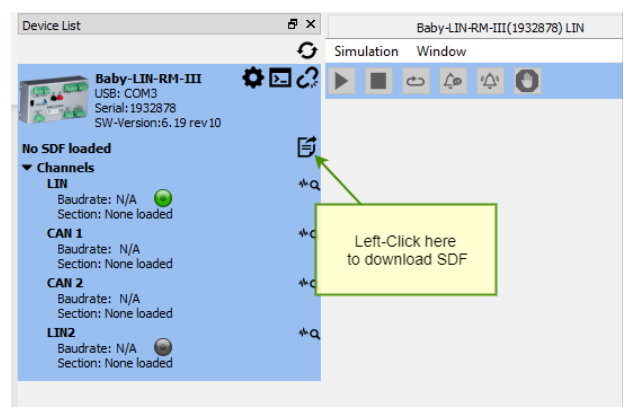 Device List
Baby-LIN-RM-III(1932878) LIN
Simulation Window
Baby-LIN-RM-III
USB: COM3
Serial:1932878
SW-Version:6.19 rev 10
No SDF loaded
Channels
LIN
Baudrate: N/A
Section: None loaded
CAN 1
Baudrate: N/A
Section: None loaded
CAN 2
Baudrate: N/A
Section: None loaded
LIN2
Baudrate: N/A
Section: None loaded
Left-Click here
to download SDF